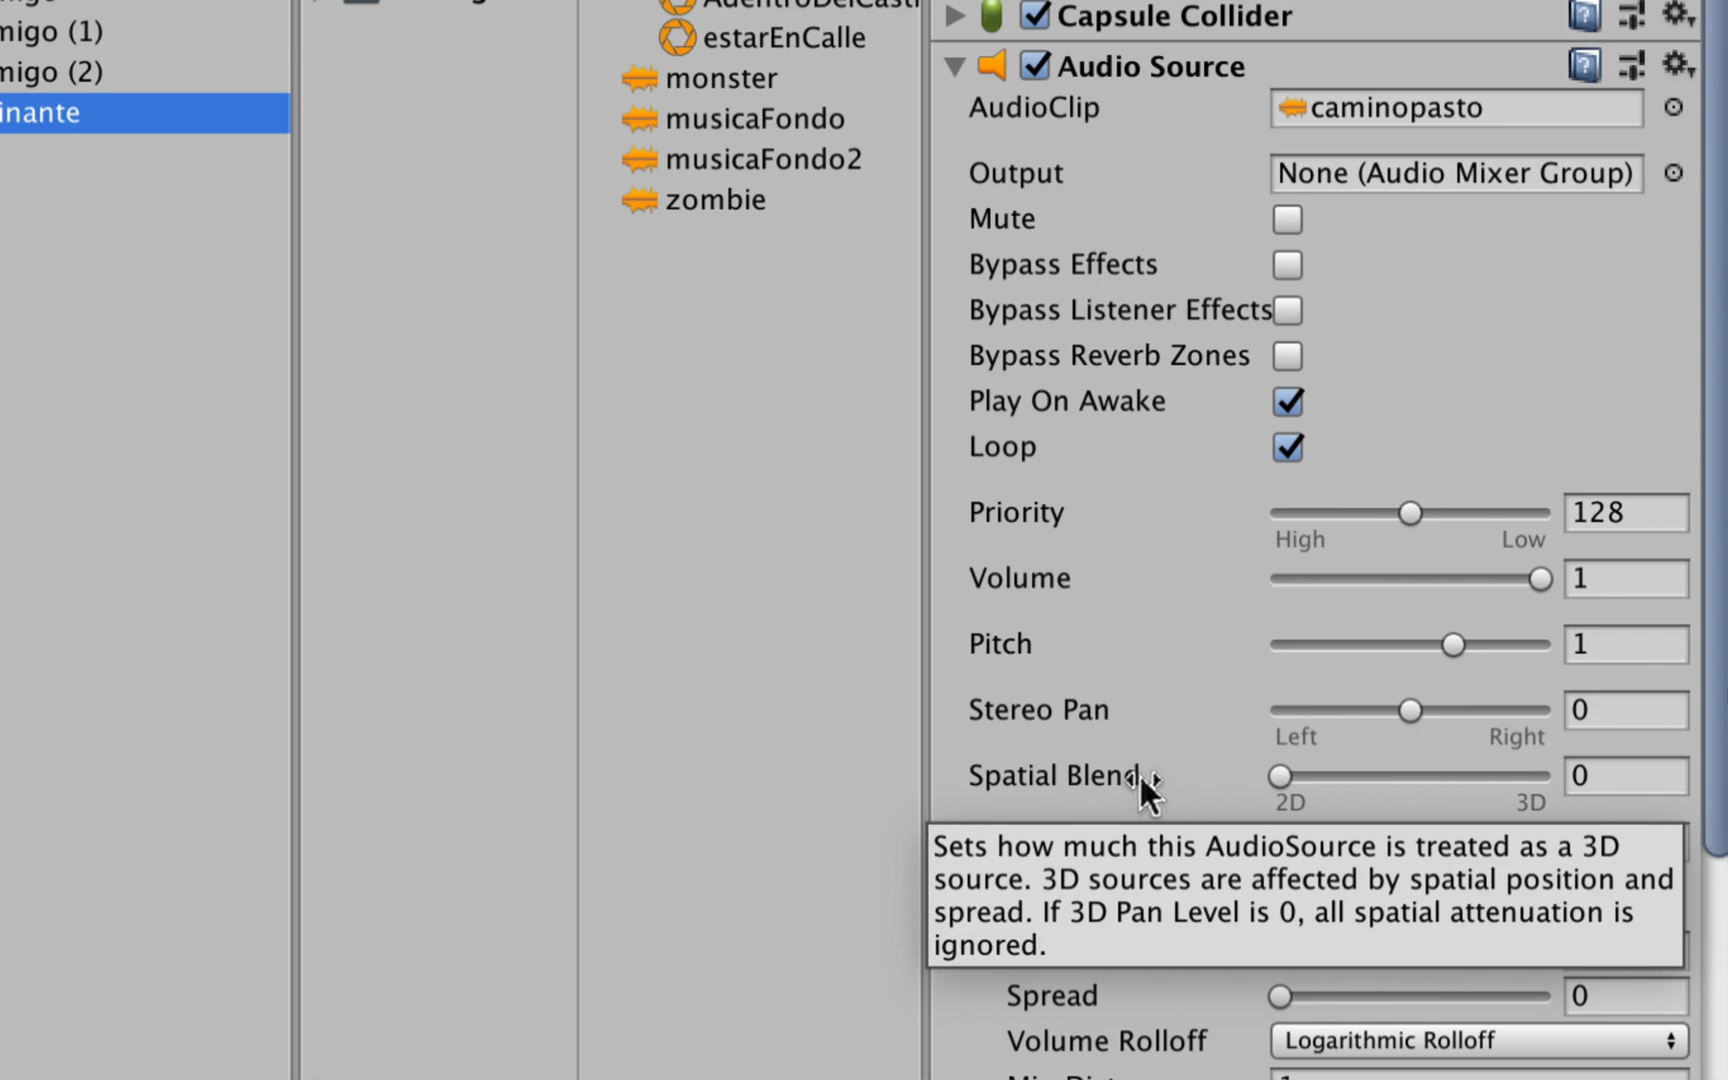 migo (1)
migo (2)
inante
estarEnCalle
monster
musicaFondo
musicaFondo2
zombie
Capsule Collider
Audio Source
AudioClip
caminopasto
Output
None (Audio Mixer Group)
Mute
Bypass Effects
Bypass Listener Effects
Bypass Reverb Zones
Play On Awake
Loop
Priority
128
High
Low
Volume
1
Pitch
1
Stereo Pan
0
Left
Right
Spatial Blend
0
2D
3D
Sets how much this AudioSource is treated as a 3D
source. 3D sources are affected by spatial position and
spread. If 3D Pan Level is 0, all spatial attenuation is
ignored.
Spread
0
Volume Rolloff
Logarithmic Rolloff